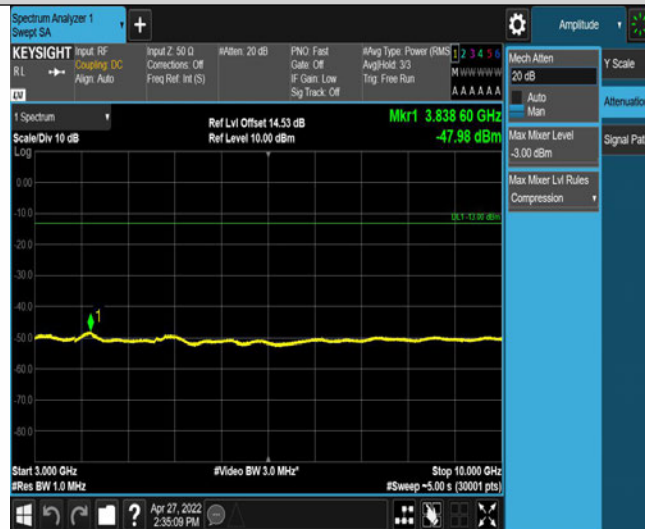 Spectrum Analyzer 1
Swept SA
+
Amplitude
KEYSIGHT
RL
LXI
Input: RF
Coupling: DC
Align: Auto
Input Z: 50 Ω
Corrections: Off
Freq Ref: Int (S)
#Atten: 20 dB
PNO: Fast
Gate: Off
IF Gain: Low
Sig Track: Off
#Avg Type: Power (RMS
Avg|Hold: 3/3
Trig: Free Run
1 2 3 4 5 6
M W W W W W
A A A A A A
Mech Atten
20 dB
Auto
Man
Max Mixer Level
-3.00 dBm
Max Mixer Lvl Rules
Compression
Y Scale
Attenuation
Signal Pat
1 Spectrum
Scale/Div 10 dB
Log
Ref Lvl Offset 14.53 dB
Ref Level 10.00 dBm
Mkr1 3.838 60 GHz
-47.98 dBm
0.00
-10.0
DL1 -13.00 dBm
-20.0
-30.0
-40.0
1
-50.0
-60.0
-70.0
-80.0
Start 3.000 GHz
#Video BW 3.0 MHz*
Stop 10.000 GHz
#Res BW 1.0 MHz
#Sweep ~5.00 s (30001 pts)
?
Apr 27, 2022
2:35:09 PM